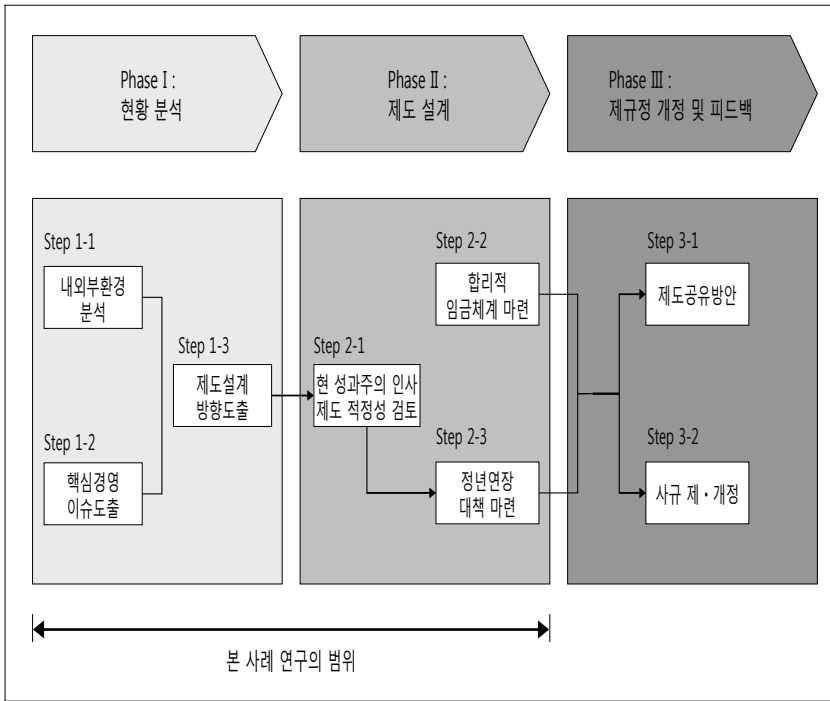 Phase Ⅰ :
현황 분석
Phase Ⅱ :
제도 설계
Phase Ⅲ :
제규정 개정 및 피드백
Step 1-1
내외부환경
분석
Step 1-2
핵심경영
이슈도출
Step 1-3
제도설계
방향도출
Step 2-1
현 성과주의 인사
제도 적정성 검토
Step 2-2
합리적
임금체계 마련
Step 2-3
정년연장
대책 마련
Step 3-1
제도공유방안
Step 3-2
사규 제・개정
본 사례 연구의 범위